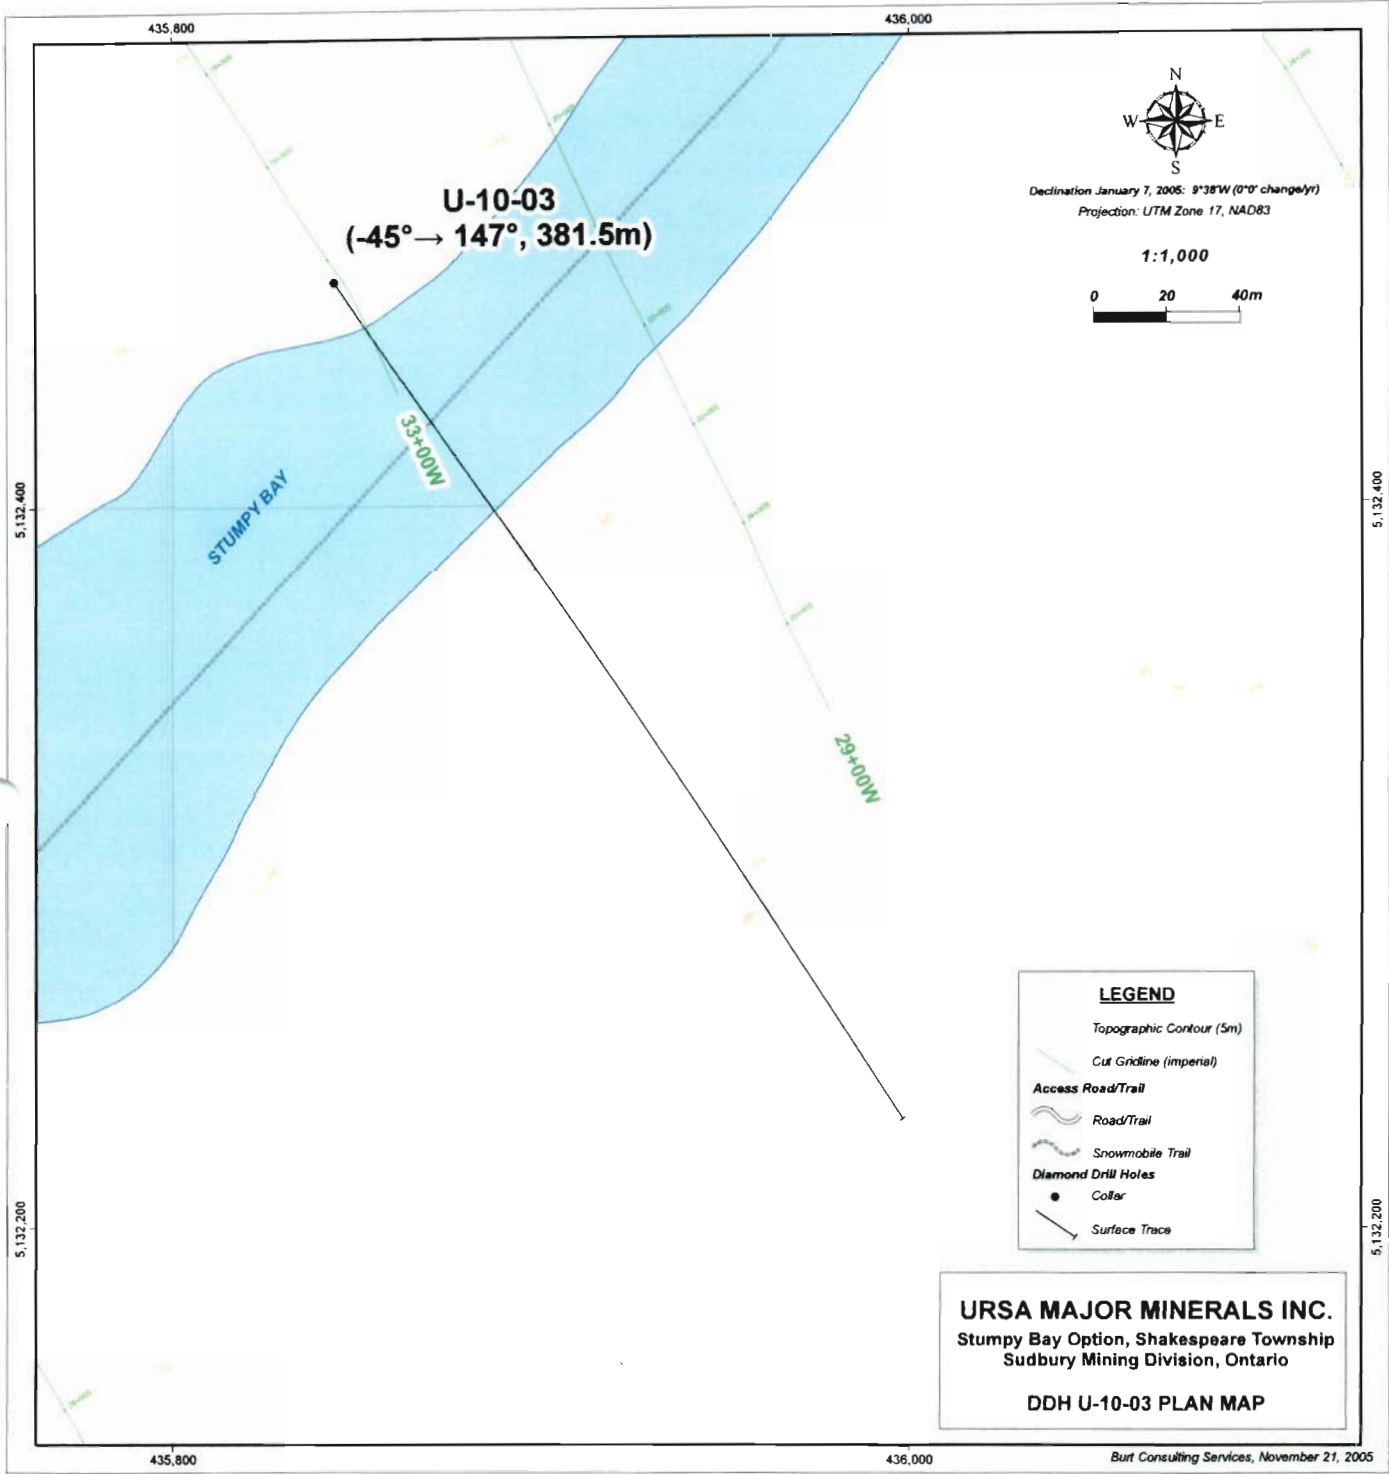 435,800
436,000
N
W E
S
Declination January 7, 2005: 9°38'W (0°0' change/yr)
Projection: UTM Zone 17, NAD83
1:1,000
0 20 40m
U-10-03
(-45°→ 147°, 381.5m)
33+00W
STUMPY BAY
5,132,400
5,132,400
29+00W
LEGEND
Topographic Contour (5m)
Cut Gridline (imperial)
Access Road/Trail
Road/Trail
Snowmobile Trail
Diamond Drill Holes
Collar
Surface Trace
5,132,200
5,132,200
URSA MAJOR MINERALS INC.
Stumpy Bay Option, Shakespeare Township
Sudbury Mining Division, Ontario
DDH U-10-03 PLAN MAP
435,800
436,000
Burt Consulting Services, November 21, 2005